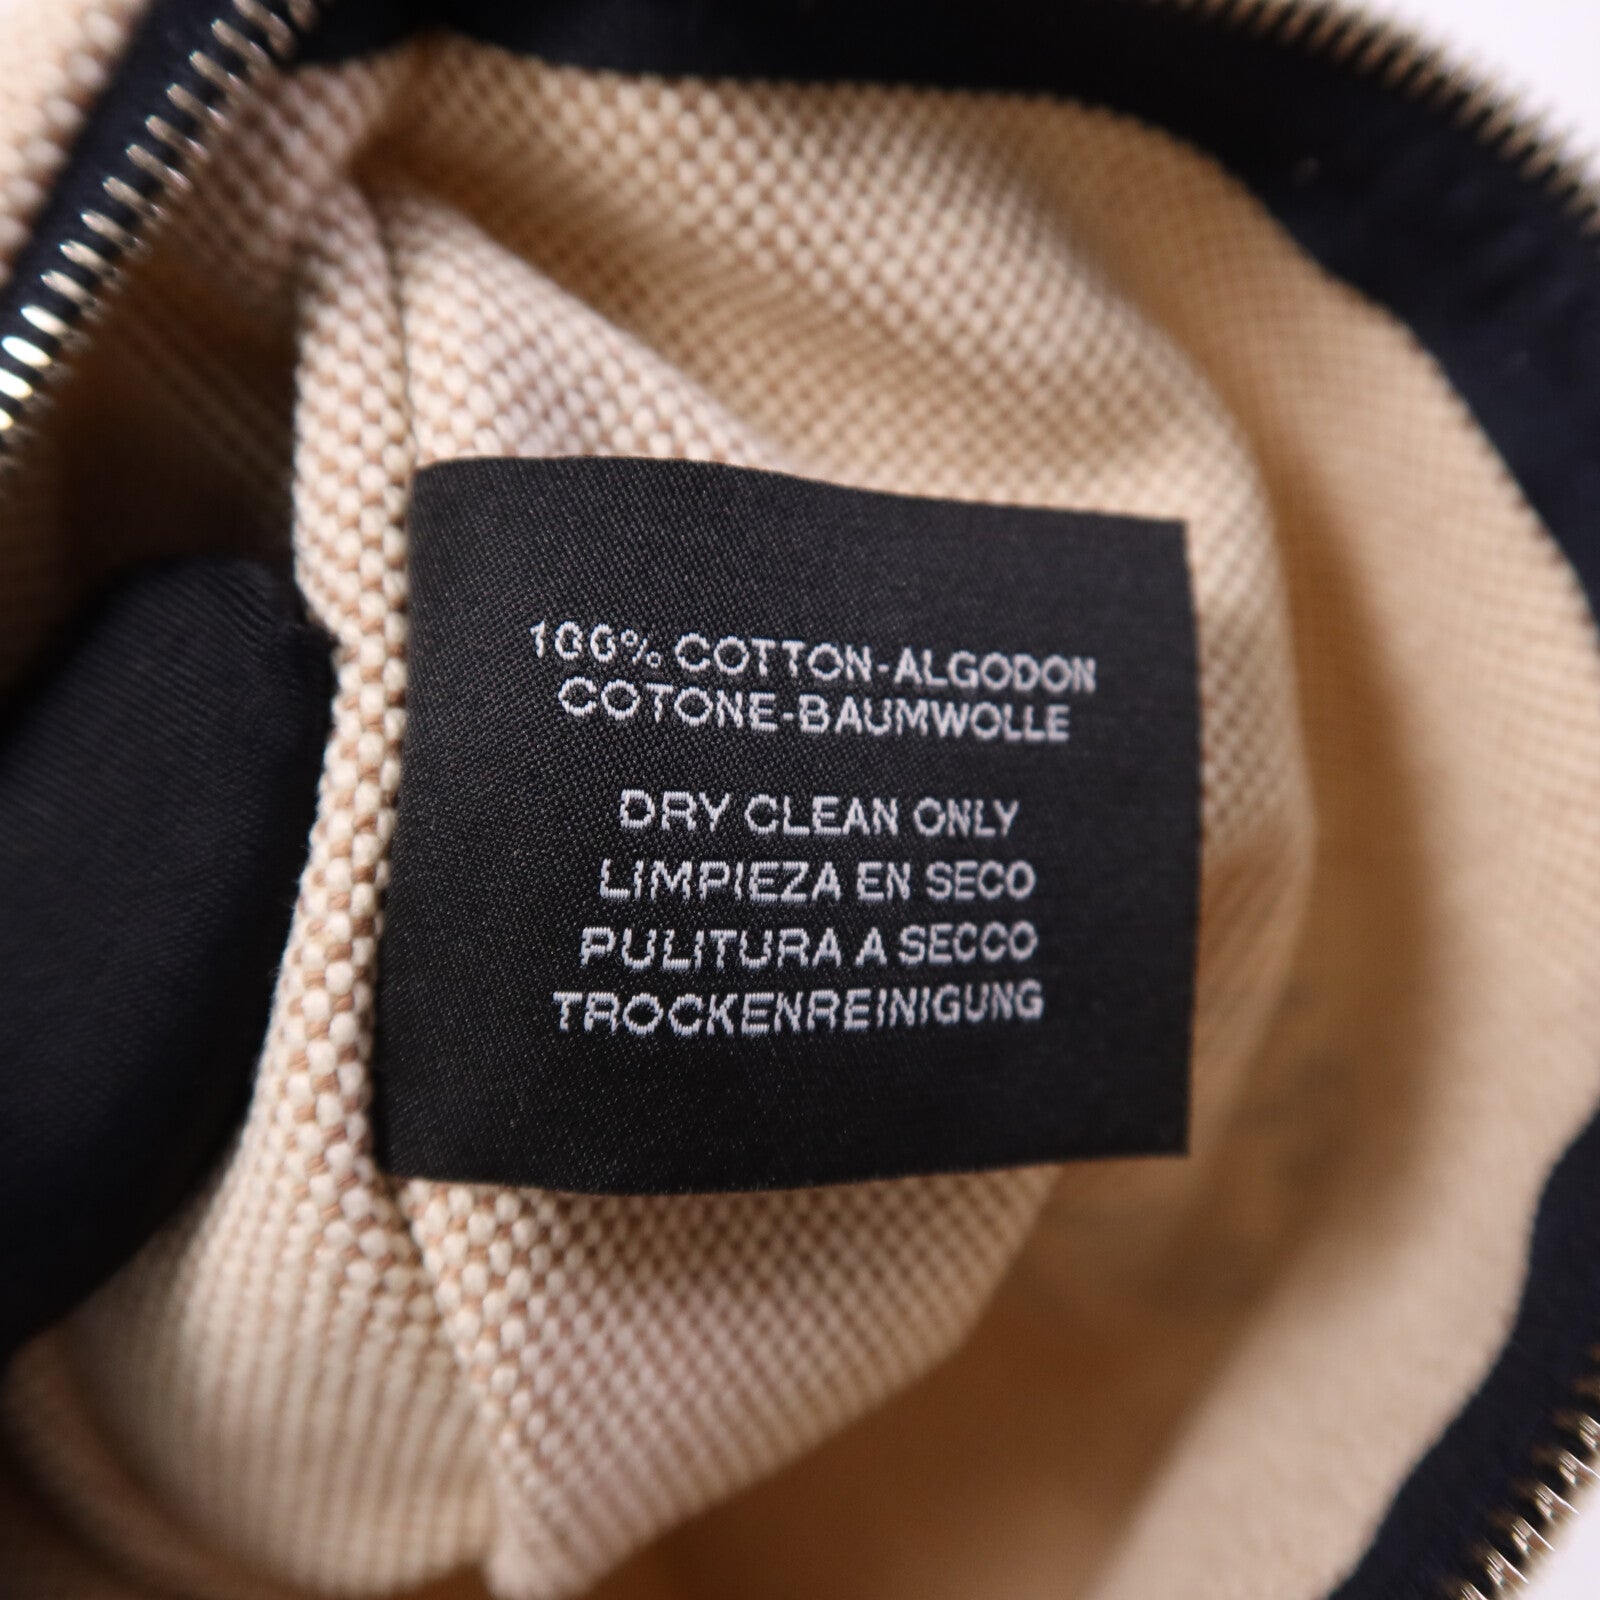 100% COTTON-ALGODON
COTONE-BAUMWOLLE
DRY CLEAN ONLY
LIMPIEZA EN SECO
PULITURA A SECCO
TROCKENREINIGUNG